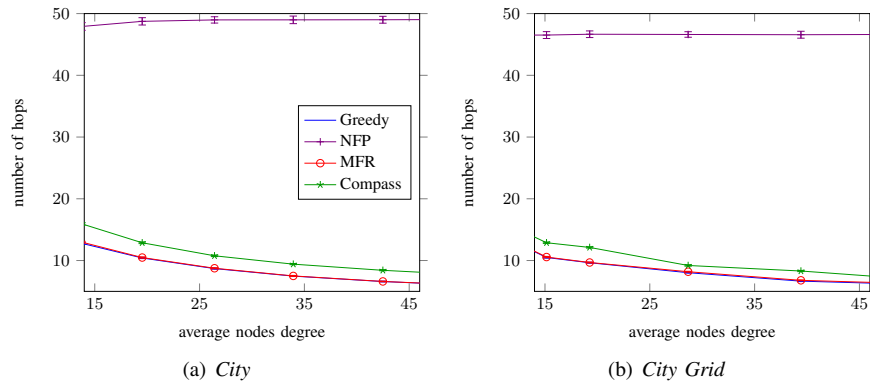 50
40
30
20
10
number of hops
Greedy
NFP
MFR
Compass
15
25
35
45
average nodes degree
(a) City
50
40
30
20
10
number of hops
15
25
35
45
average nodes degree
(b) City Grid